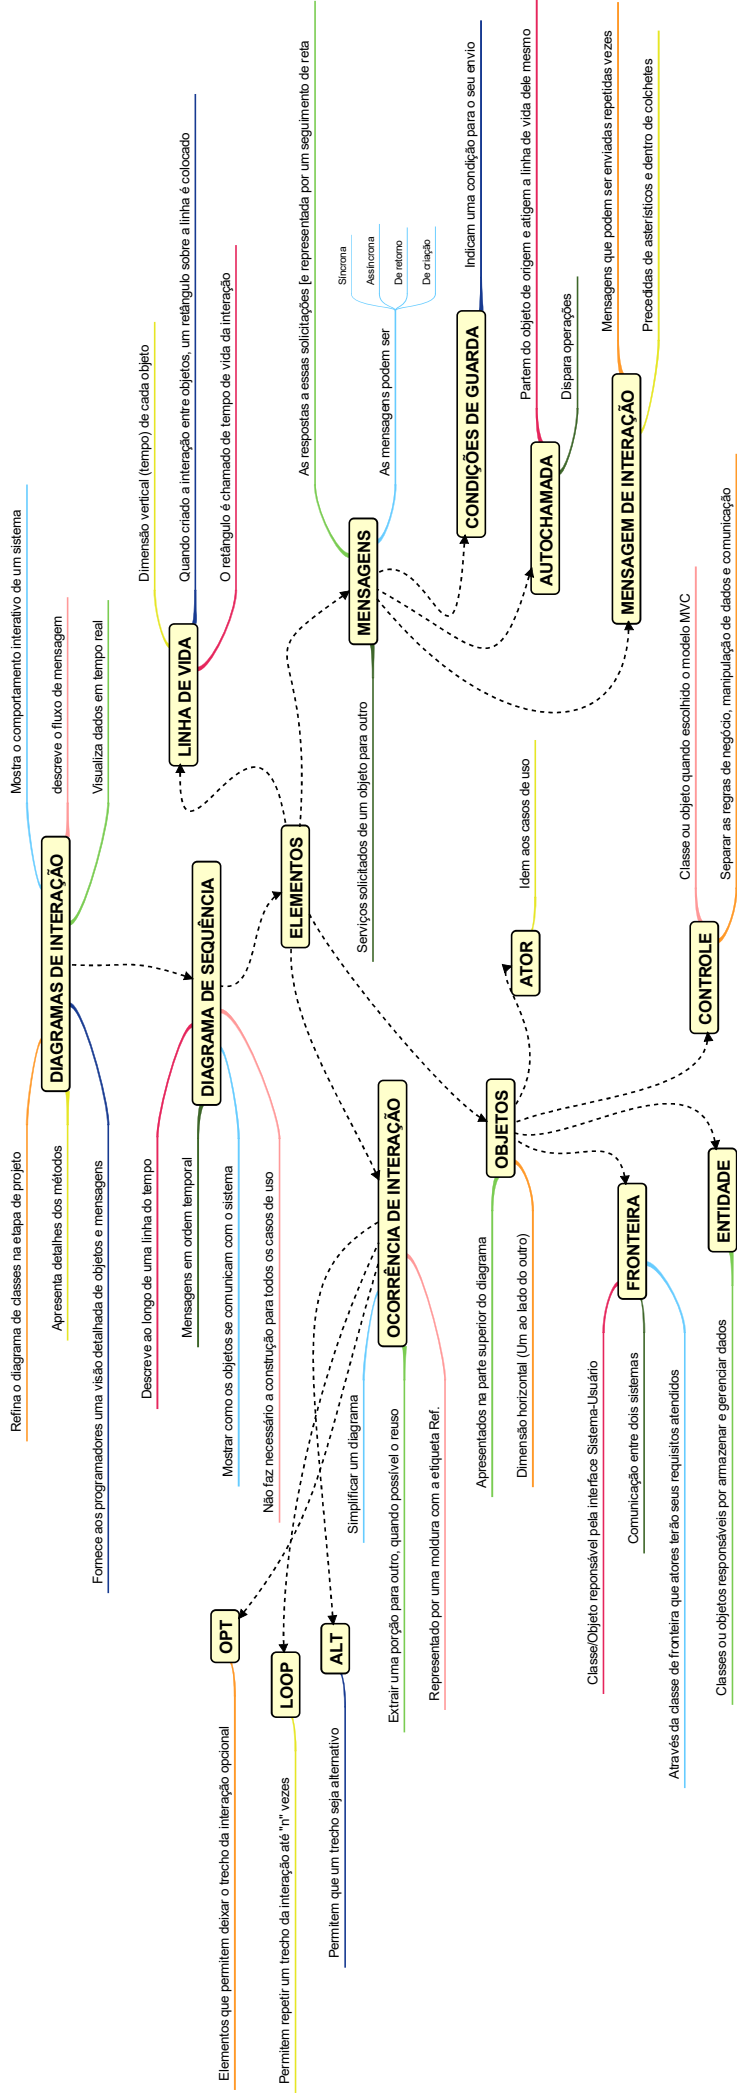 Refina o diagrama de classes na etapa de projeto
Apresenta detalhes dos métodos
Fornece aos programadores uma visão detalhada de objetos e mensagens
DIAGRAMAS DE INTERAÇÃO
Mostra o comportamento interativo de um sistema
descreve o fluxo de mensagem
Visualiza dados em tempo real
Descreve ao longo de uma linha do tempo
Mensagens em ordem temporal
Mostrar como os objetos se comunicam com o sistema
Não faz necessário a construção para todos os casos de uso
DIAGRAMA DE SEQUÊNCIA
ELEMENTOS
LINHA DE VIDA
Dimensão vertical (tempo) de cada objeto
Quando criado a interação entre objetos, um retângulo sobre a linha é colocado
O retângulo é chamado de tempo de vida da interação
Serviços solicitados de um objeto para outro
MENSAGENS
As respostas a essas solicitações [e representada por um seguimento de reta
As mensagens podem ser
Síncrona
Assíncrona
De retorno
De criação
CONDIÇÕES DE GUARDA
Indicam uma condição para o seu envio
AUTOCHAMADA
Partem do objeto de origem e atigem a linha de vida dele mesmo
Dispara operações
MENSAGEM DE INTERAÇÃO
Mensagens que podem ser enviadas repetidas vezes
Precedidas de asterísticos e dentro de colchetes
Elementos que permitem deixar o trecho da interação opcional
OPT
Permitem repetir um trecho da interação até "n" vezes
LOOP
Permitem que um trecho seja alternativo
ALT
Simplificar um diagrama
Extrair uma porção para outro, quando possível o reuso
Representado por uma moldura com a etiqueta Ref.
OCORRÊNCIA DE INTERAÇÃO
Apresentados na parte superior do diagrama
Dimensão horizontal (Um ao lado do outro)
OBJETOS
ATOR
Idem aos casos de uso
Classe/Objeto reponsável pela interface Sistema-Usuário
Comunicação entre dois sistemas
Através da classe de fronteira que atores terão seus requisitos atendidos
FRONTEIRA
Classes ou objetos responsáveis por armazenar e gerenciar dados
ENTIDADE
CONTROLE
Classe ou objeto quando escolhido o modelo MVC
Separar as regras de negócio, manipulação de dados e comunicação